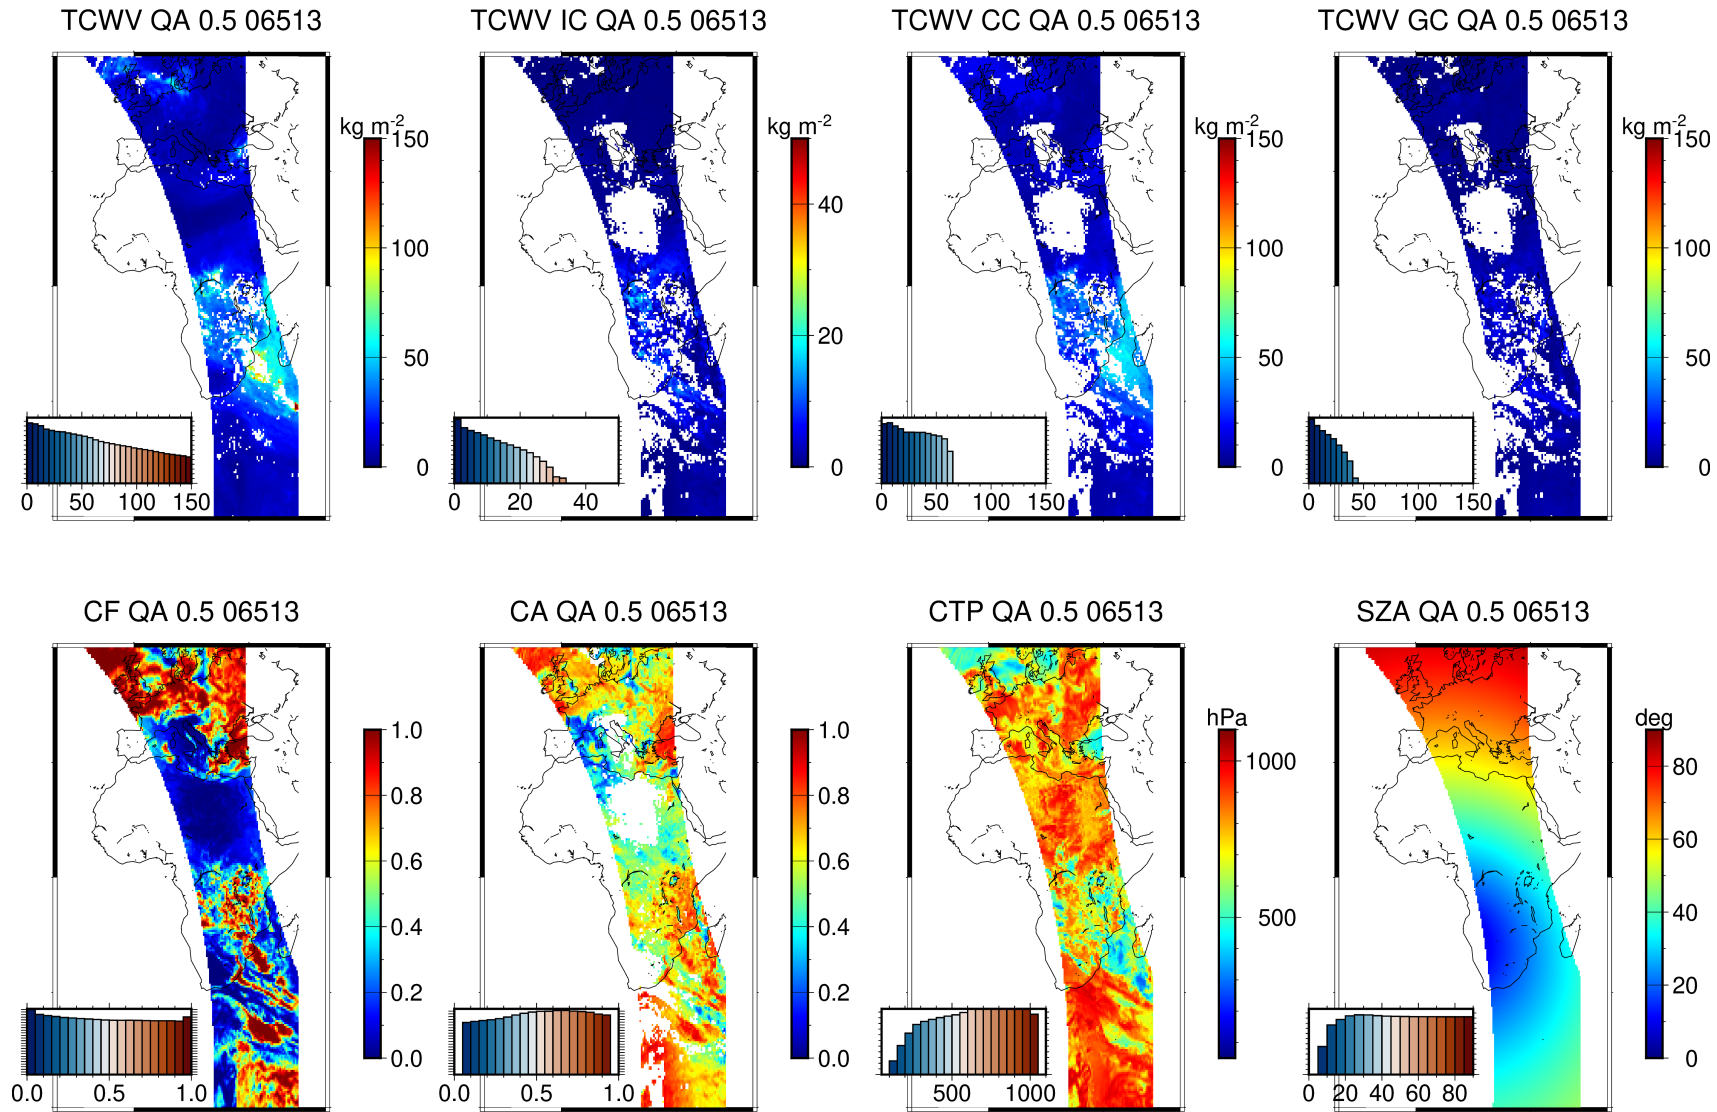 TCWV QA 0.5 06513
TCWV IC QA 0.5 06513
TCWV CC QA 0.5 06513
TCWV GC QA 0.5 06513
kg m-2
150
100
50
0
0 50 100 150
kg m-2
40
20
0
0 20 40
kg m-2
150
100
50
0
0 50 100 150
kg m-2
150
100
50
0
0 50 100 150
CF QA 0.5 06513
CA QA 0.5 06513
CTP QA 0.5 06513
SZA QA 0.5 06513
1.0
0.8
0.6
0.4
0.2
0.0
0.0 0.5 1.0
1.0
0.8
0.6
0.4
0.2
0.0
0.0 0.5 1.0
hPa
1000
500
500 1000
deg
80
60
40
20
0
0 20 40 60 80